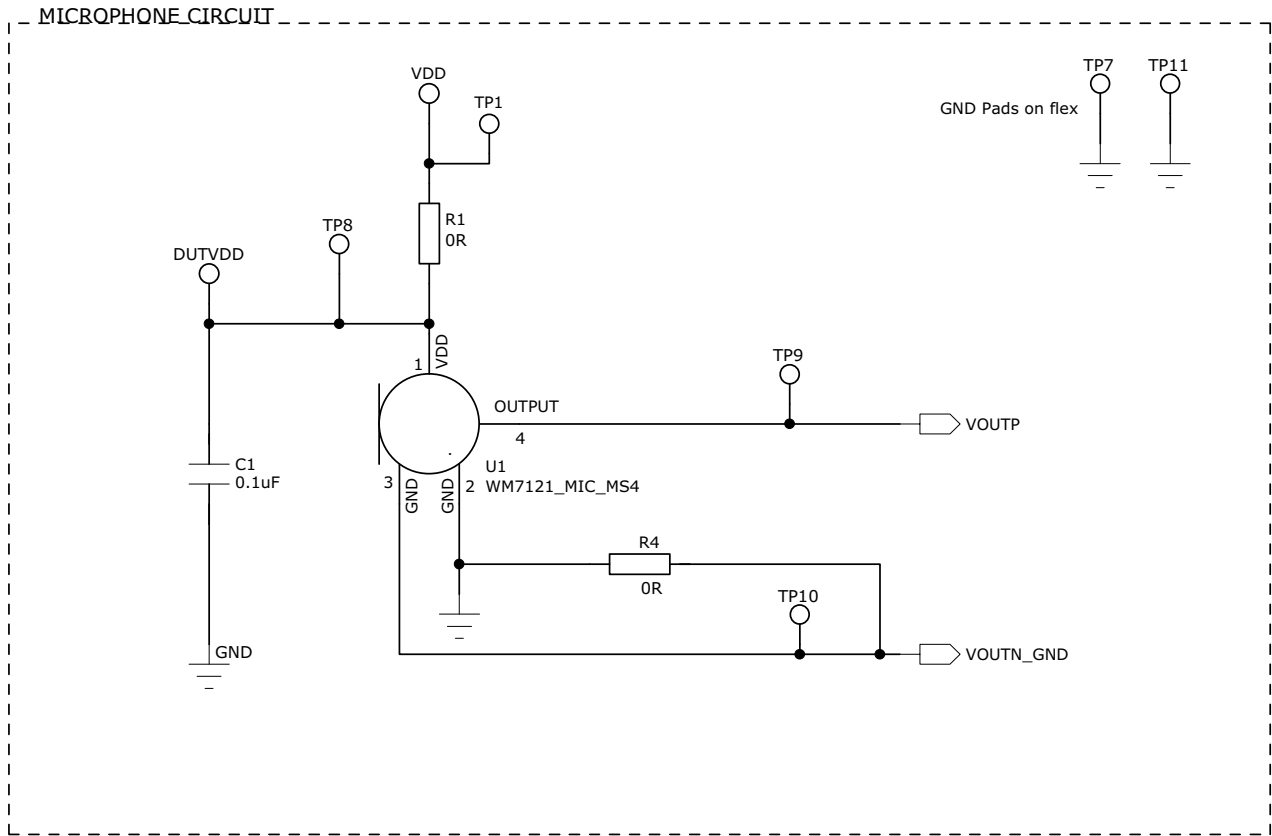 MICROPHONE CIRCUIT
VDD
TP1
TP7
TP11
GND Pads on flex
R1
0R
TP8
DUTVDD
1
VDD
TP9
OUTPUT
4
VOUTP
C1
0.1uF
3
GND
GND
2
U1
WM7121_MIC_MS4
R4
0R
TP10
GND
VOUTN_GND